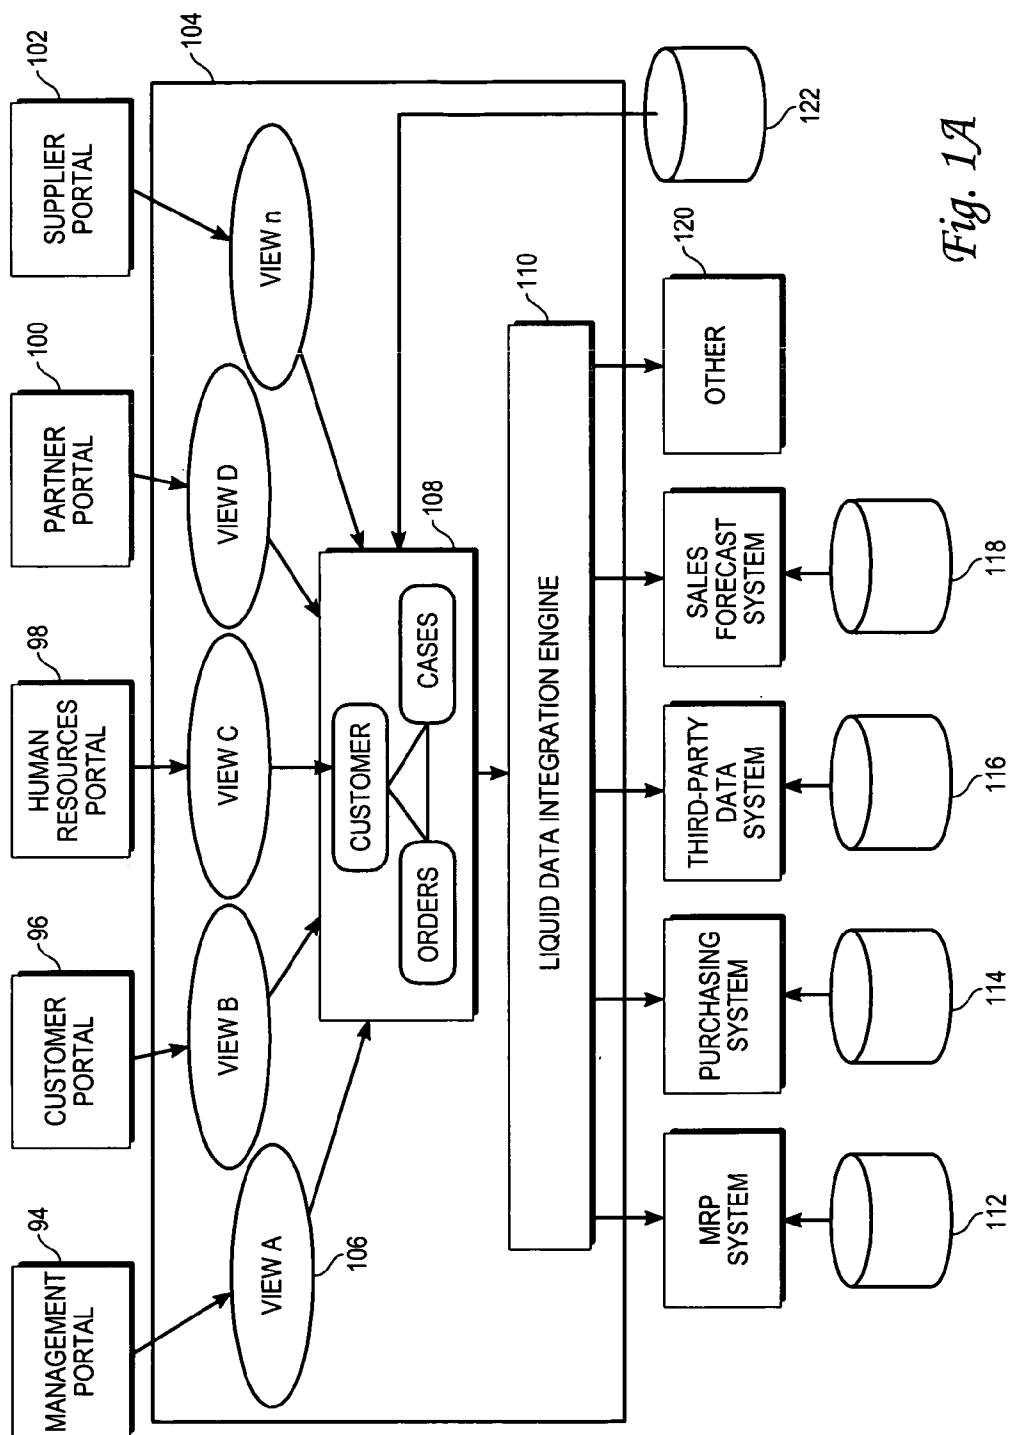 94
MANAGEMENT
PORTAL
96
CUSTOMER
PORTAL
98
HUMAN
RESOURCES
PORTAL
100
PARTNER
PORTAL
102
SUPPLIER
PORTAL
104
VIEW A
106
VIEW B
VIEW C
VIEW D
VIEW n
CUSTOMER
ORDERS
CASES
108
LIQUID DATA INTEGRATION ENGINE
110
MRP
SYSTEM
PURCHASING
SYSTEM
THIRD-PARTY
DATA
SYSTEM
SALES
FORECAST
SYSTEM
OTHER
120
112
114
116
118
122
Fig. 1A